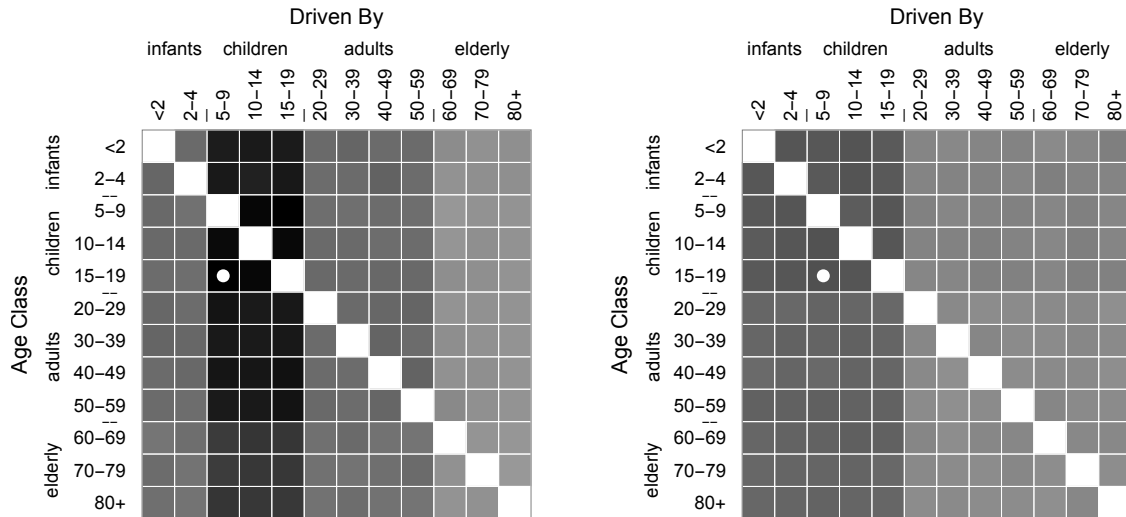 Driven By
infants children adults elderly
<2 2–4 5–9 10–14 15–19 20–29 30–39 40–49 50–59 60–69 70–79 80+
Age Class
infants
children
adults
elderly
<2
2–4
5–9
10–14
15–19
20–29
30–39
40–49
50–59
60–69
70–79
80+
Driven By
infants children adults elderly
<2 2–4 5–9 10–14 15–19 20–29 30–39 40–49 50–59 60–69 70–79 80+
Age Class
infants
children
adults
elderly
<2
2–4
5–9
10–14
15–19
20–29
30–39
40–49
50–59
60–69
70–79
80+